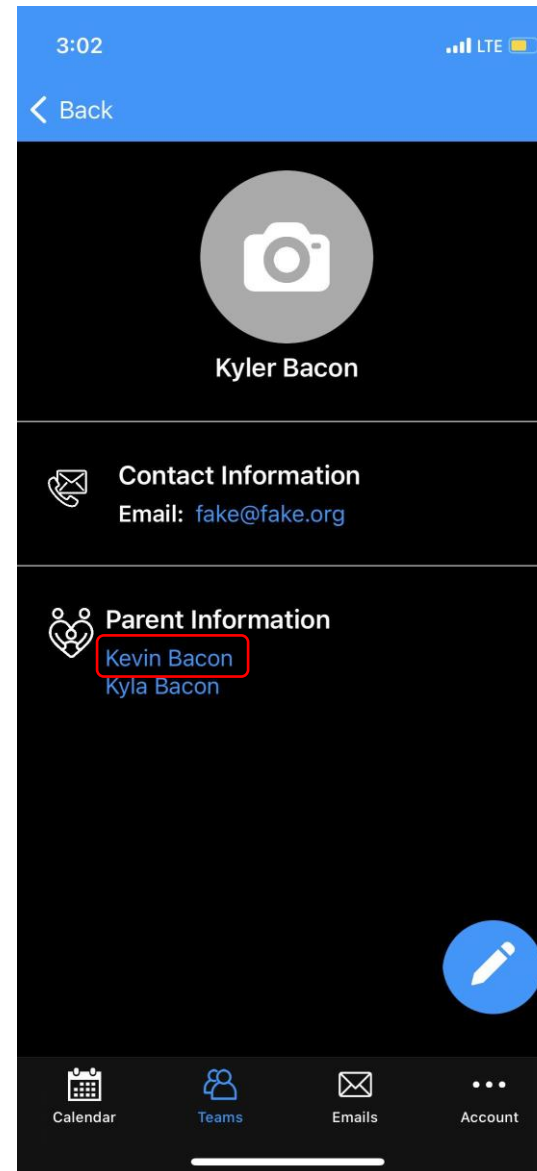 3:02 LTE
Back
Kyler Bacon
Contact Information
Email: fake@fake.org
Parent Information
Kevin Bacon
Kyla Bacon
Calendar Teams Emails Account